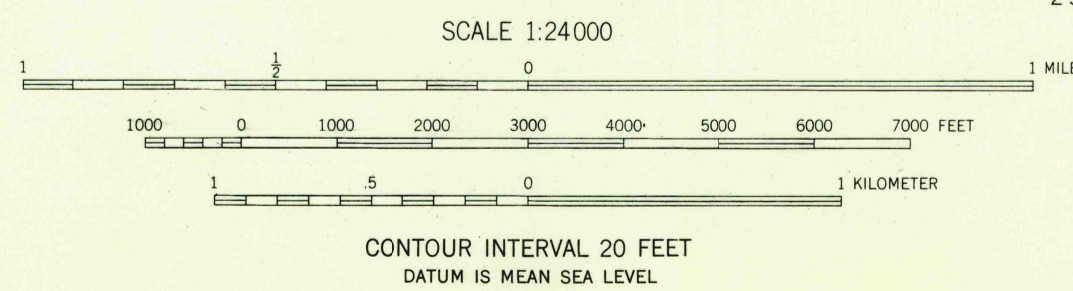 SCALE 1:24000
1 1/2 0 1 MILE
1000 0 1000 2000 3000 4000 5000 6000 7000 FEET
1 .5 0 1 KILOMETER
CONTOUR INTERVAL 20 FEET
DATUM IS MEAN SEA LEVEL